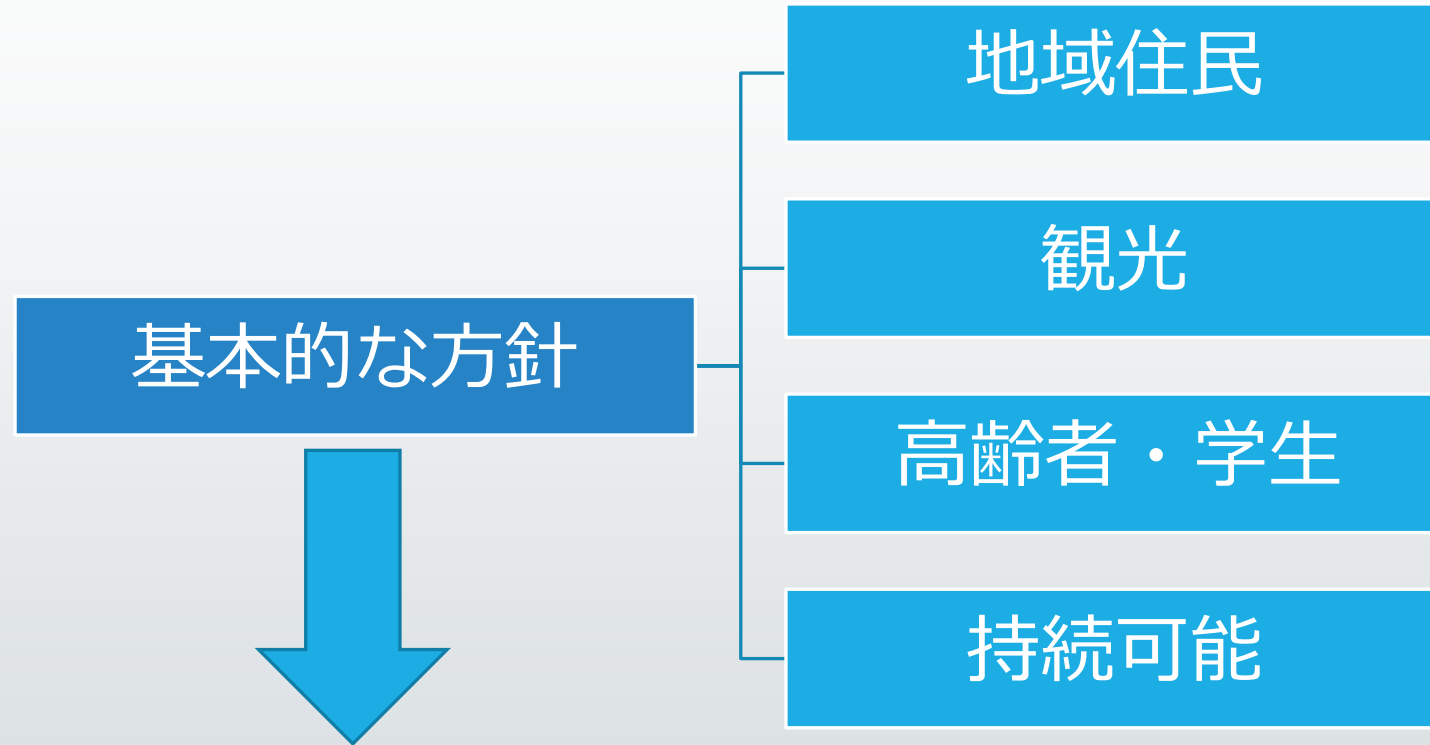 地域住民
観光
基本的な方針
高齢者・学生
持続可能